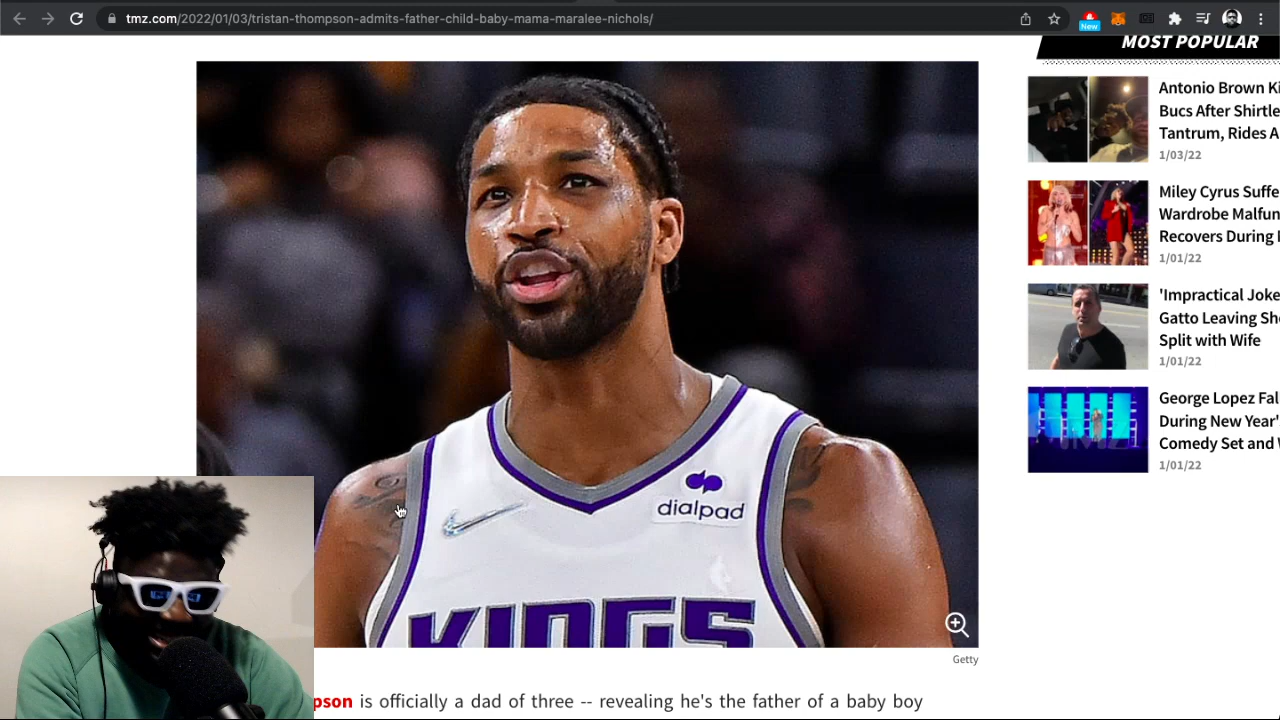 tmz.com/2022/01/03/tristan-thompson-admits-father-child-baby-mama-maralee-nichols/
New
MOST POPULAR
Antonio Brown Ki
Bucs After Shirtle
Tantrum, Rides A
1/03/22
Miley Cyrus Suffe
Wardrobe Malfun
Recovers During
1/01/22
'Impractical Joke
Gatto Leaving Sh
Split with Wife
1/01/22
George Lopez Fal
During New Year'
Comedy Set and
1/01/22
dialpad
KINGS
Getty
pson is officially a dad of three -- revealing he's the father of a baby boy